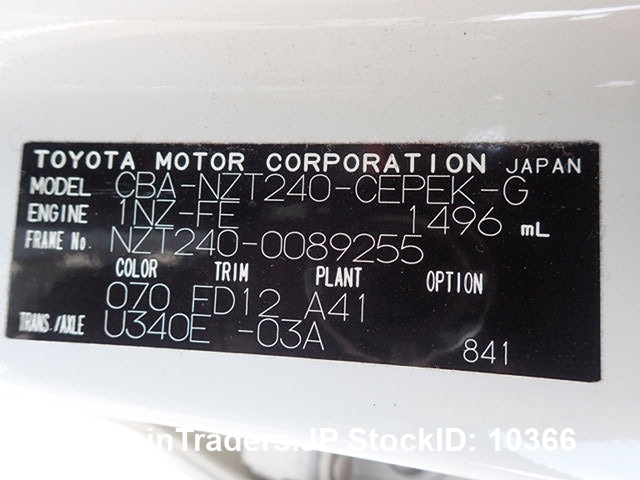 TOYOTA MOTOR CORPORATION JAPAN
MODEL CBA-NZT240-CEPEK-G
ENGINE 1NZ-FE 1496 mL
FRAME No. NZT240-0089255
COLOR TRIM PLANT OPTION
070 FD12 A41
TRANS./AXLE U340E -03A
841
StockID: 10366